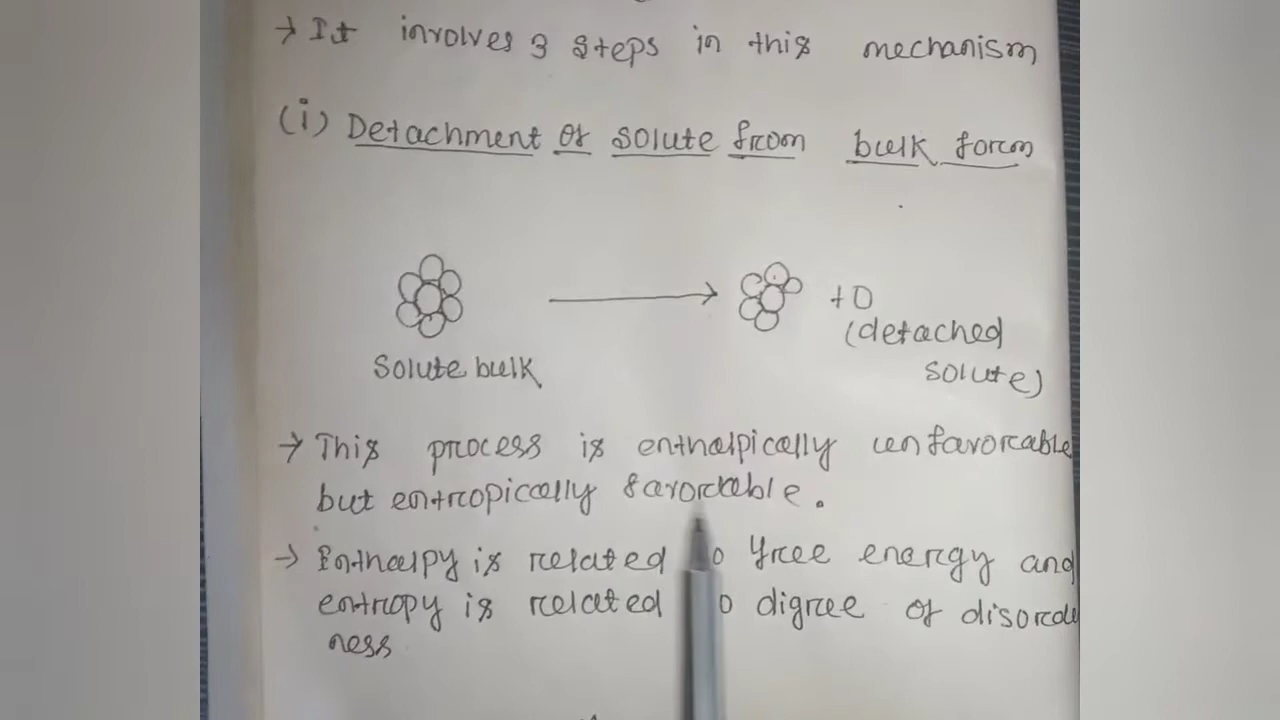 → It involves 3 steps in this mechanism
(i) Detachment of solute from bulk form
+O
(detached
solute)
Solute bulk
→ This process is enthalpically unfavorable
but entropically favorable.
→ Enthalpy is related to free energy and
entropy is related to digree of disorde
ness